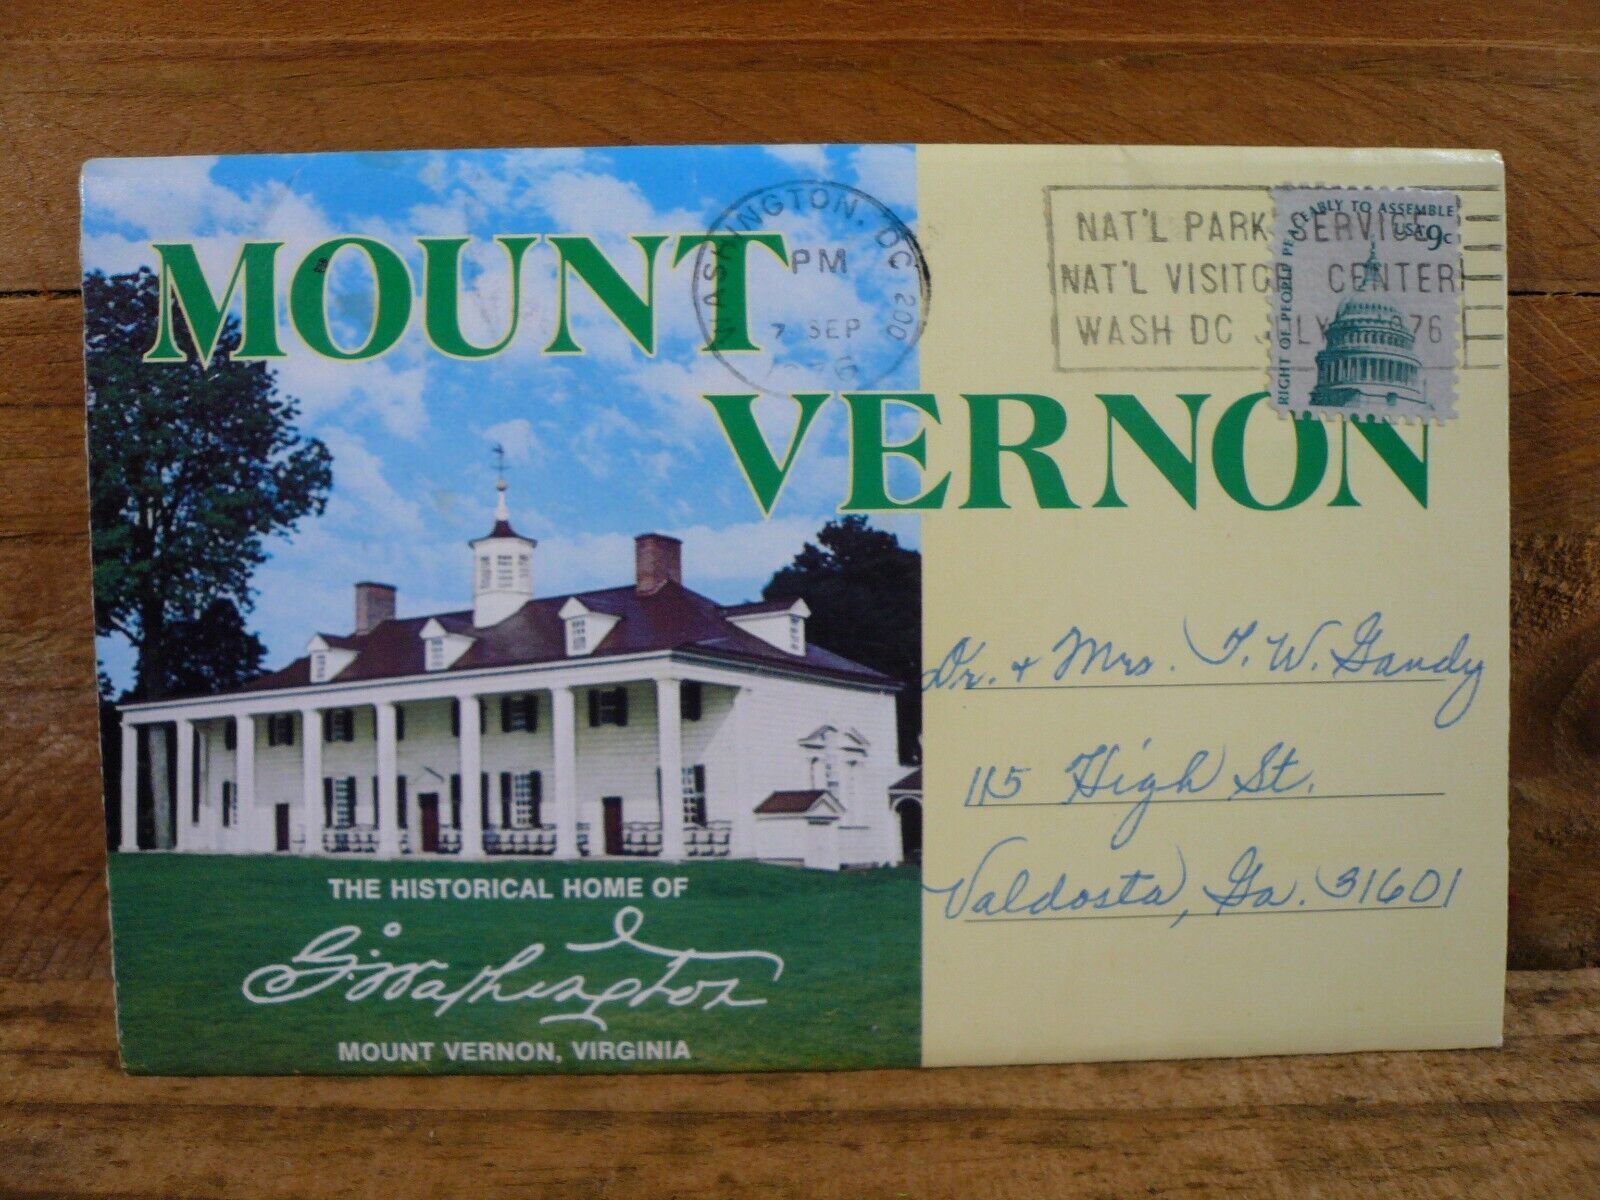 MOUNT
VERNON
WASHINGTON, DC 200
PM
7 SEP
NAT'L PARK SERVICE
NAT'L VISITOR CENTER
WASH DC JULY 1976
RIGHT OF PEOPLE PEACEABLY TO ASSEMBLE
USA 9c
Dr. + Mrs. T. W. Gandy
115 High St.
Valdosta, Ga. 31601
THE HISTORICAL HOME OF
G:Washington
MOUNT VERNON, VIRGINIA